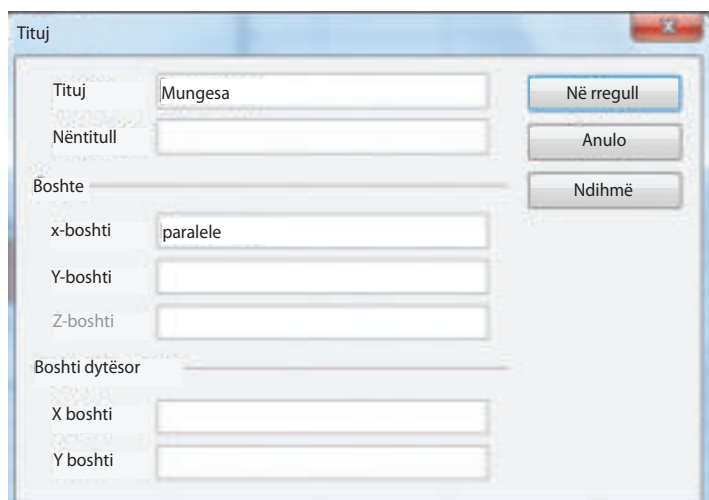 Tituj
Tituj Mungesa Në rregull
Nëntitull Anulo
Boshte Ndihmë
x-boshti paralele
Y-boshti
Z-boshti
Boshti dytësor
X boshti
Y boshti